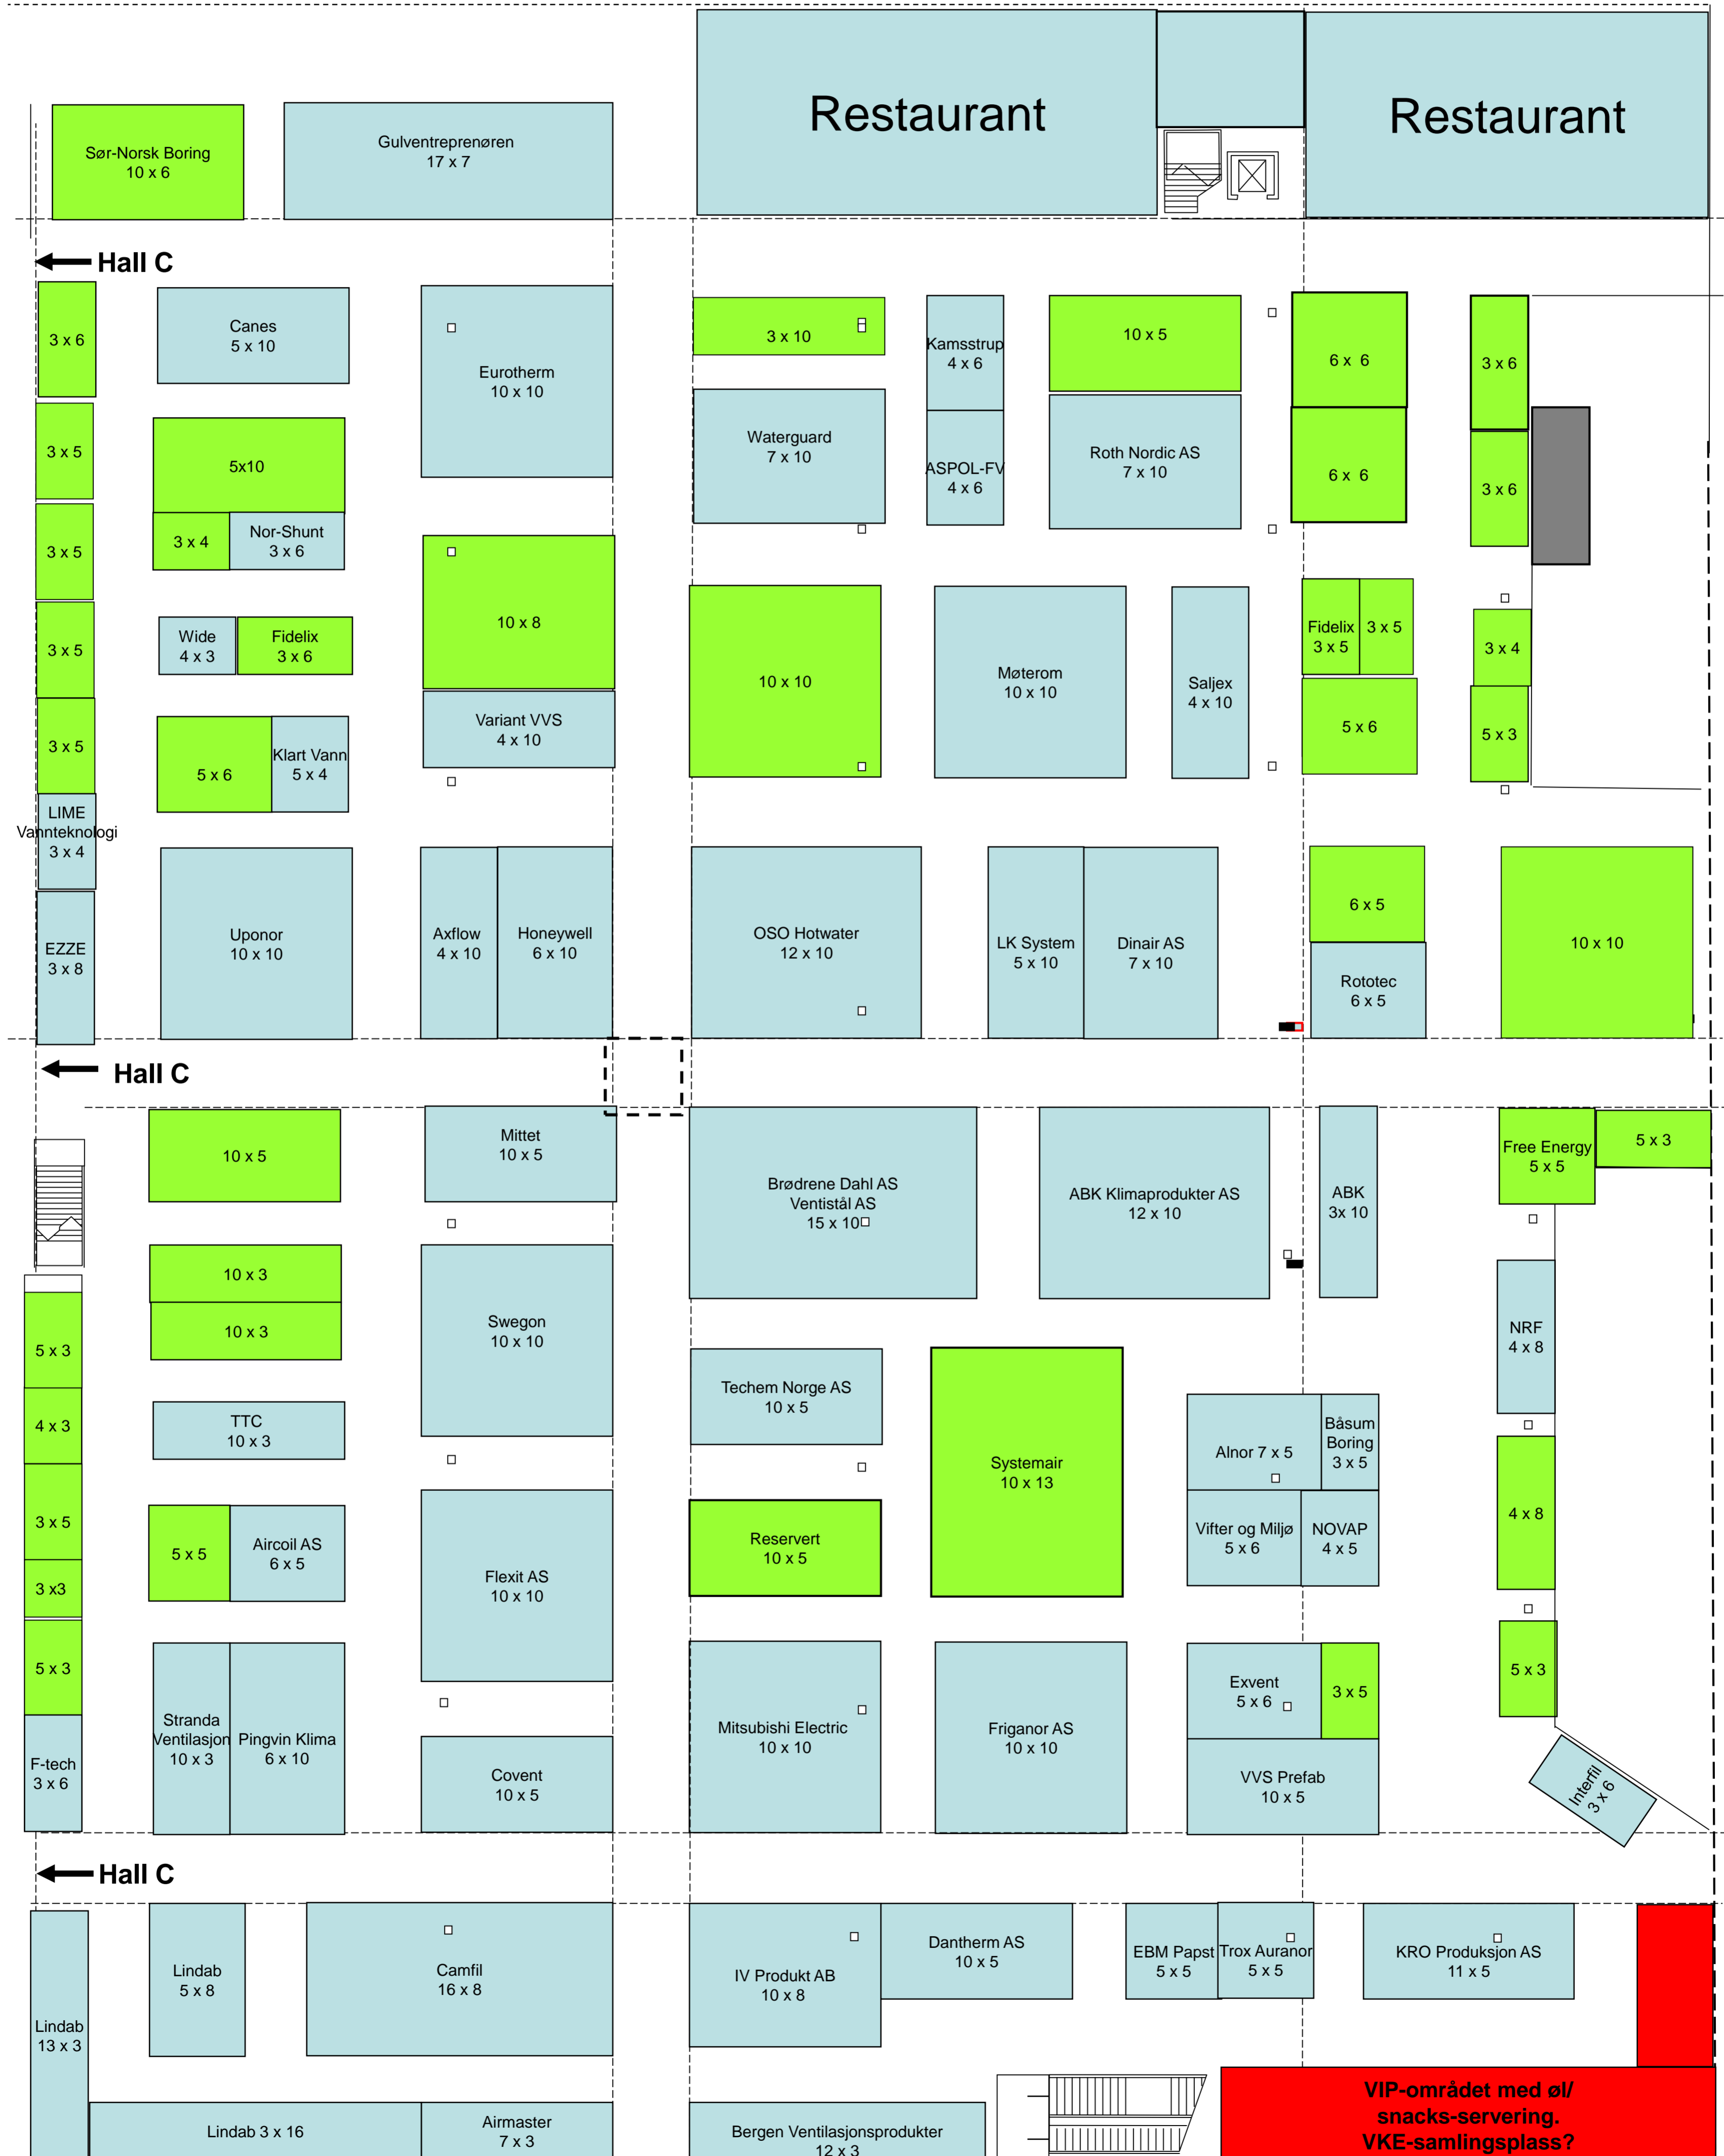 Restaurant
Restaurant
Sør-Norsk Boring
10 x 6
Gulventreprenøren
17 x 7
Hall C
3 x 6
Canes
5 x 10
Eurotherm
10 x 10
3 x 10
Kamsstrup
4 x 6
10 x 5
6 x 6
3 x 6
3 x 5
5x10
Waterguard
7 x 10
ASPOL-FV
4 x 6
Roth Nordic AS
7 x 10
6 x 6
3 x 6
3 x 5
3 x 4
Nor-Shunt
3 x 6
3 x 5
Wide
4 x 3
Fidelix
3 x 6
10 x 8
10 x 10
Møterom
10 x 10
Saljex
4 x 10
Fidelix
3 x 5
3 x 5
3 x 4
3 x 5
5 x 6
Klart Vann
5 x 4
Variant VVS
4 x 10
5 x 6
5 x 3
LIME
Vannteknologi
3 x 4
EZZE
3 x 8
Uponor
10 x 10
Axflow
4 x 10
Honeywell
6 x 10
OSO Hotwater
12 x 10
LK System
5 x 10
Dinair AS
7 x 10
6 x 5
Rototec
6 x 5
10 x 10
Hall C
10 x 5
Mittet
10 x 5
Brødrene Dahl AS
Ventistål AS
15 x 10
ABK Klimaprodukter AS
12 x 10
ABK
3x 10
Free Energy
5 x 5
5 x 3
10 x 3
10 x 3
Swegon
10 x 10
NRF
4 x 8
5 x 3
4 x 3
TTC
10 x 3
Techem Norge AS
10 x 5
Systemair
10 x 13
Alnor 7 x 5
Båsum
Boring
3 x 5
3 x 5
3 x3
5 x 5
Aircoil AS
6 x 5
Flexit AS
10 x 10
Reservert
10 x 5
Vifter og Miljø
5 x 6
NOVAP
4 x 5
4 x 8
5 x 3
F-tech
3 x 6
Stranda
Ventilasjon
10 x 3
Pingvin Klima
6 x 10
Covent
10 x 5
Mitsubishi Electric
10 x 10
Friganor AS
10 x 10
Exvent
5 x 6
3 x 5
VVS Prefab
10 x 5
5 x 3
Interfil
3 x 6
Hall C
Lindab
13 x 3
Lindab
5 x 8
Camfil
16 x 8
IV Produkt AB
10 x 8
Dantherm AS
10 x 5
EBM Papst
5 x 5
Trox Auranor
5 x 5
KRO Produksjon AS
11 x 5
Lindab 3 x 16
Airmaster
7 x 3
Bergen Ventilasjonsprodukter
12 x 3
VIP-området med øl/
snacks-servering.
VKE-samlingsplass?